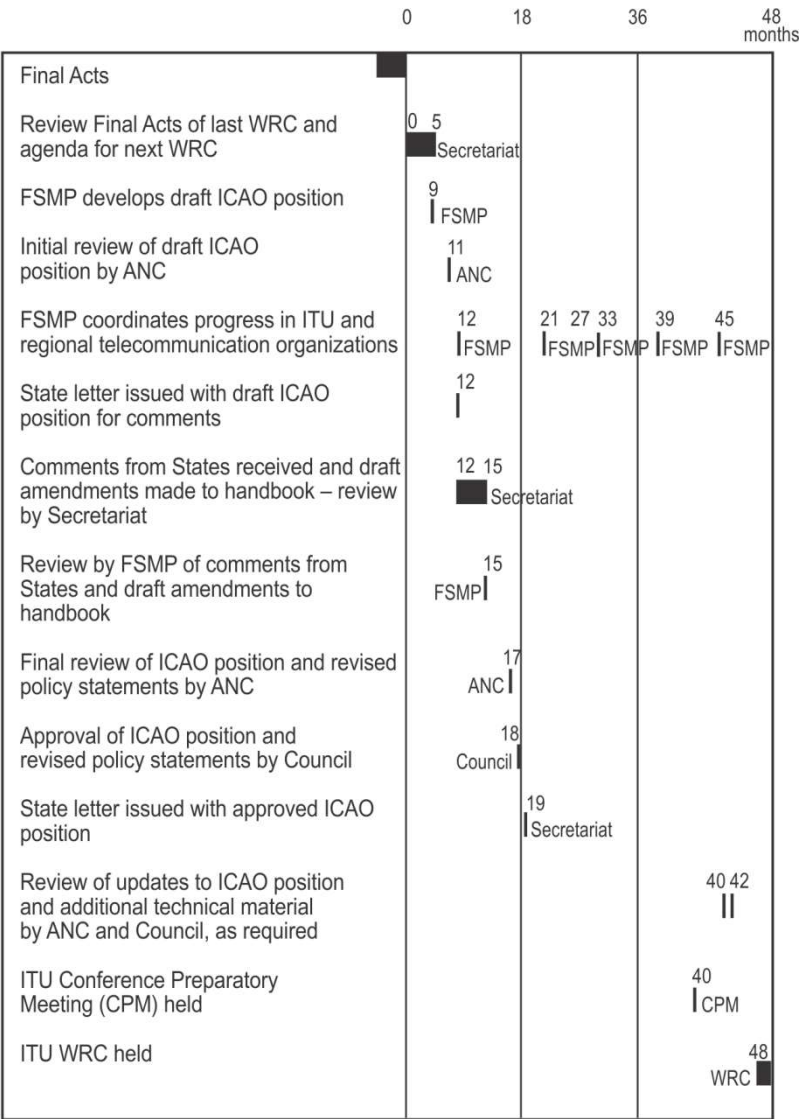 0 18 36 48
months
Final Acts
Review Final Acts of last WRC and
agenda for next WRC
0 5
Secretariat
FSMP develops draft ICAO position
9
FSMP
Initial review of draft ICAO
position by ANC
11
ANC
FSMP coordinates progress in ITU and
regional telecommunication organizations
12 21 27 33 39 45
FSMP FSMP FSMP FSMP FSMP
State letter issued with draft ICAO
position for comments
12
Comments from States received and draft
amendments made to handbook – review
by Secretariat
12 15
Secretariat
Review by FSMP of comments from
States and draft amendments to
handbook
15
FSMP
Final review of ICAO position and revised
policy statements by ANC
17
ANC
Approval of ICAO position and
revised policy statements by Council
18
Council
State letter issued with approved ICAO
position
19
Secretariat
Review of updates to ICAO position
and additional technical material
by ANC and Council, as required
40 42
ITU Conference Preparatory
Meeting (CPM) held
40
CPM
ITU WRC held
48
WRC